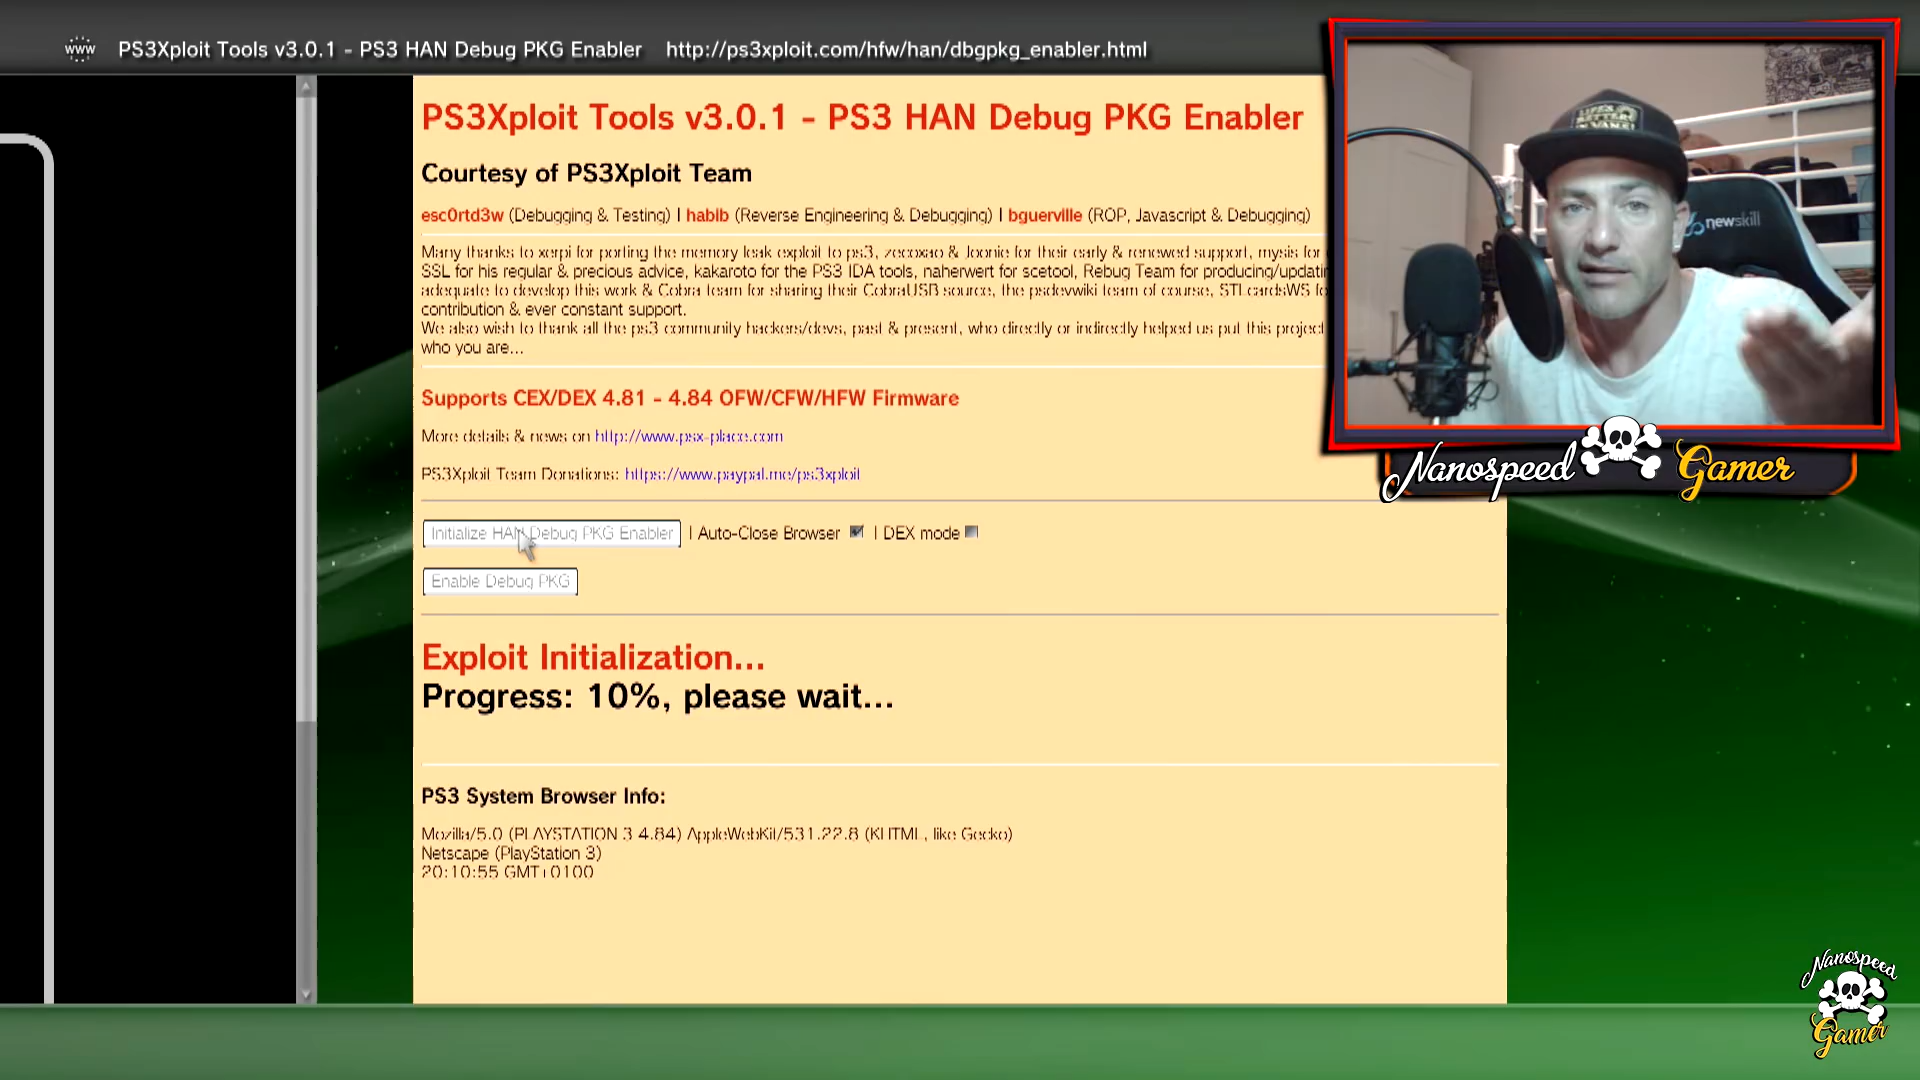 www PS3Xploit Tools v3.0.1 - PS3 HAN Debug PKG Enabler http://ps3xploit.com/hfw/han/dbgpkg_enabler.html
PS3Xploit Tools v3.0.1 - PS3 HAN Debug PKG Enabler
Courtesy of PS3Xploit Team
esc0rtd3w (Debugging & Testing) | habib (Reverse Engineering & Debugging) | bguerville (ROP, Javascript & Debugging)
Many thanks to xerpi for porting the memory leak exploit to ps3, zecoxao & Joonie for their early & renewed support, mysis for
SSL for his regular & precious advice, kakaroto for the PS3 IDA tools, naherwert for scetool, Rebug Team for
adequate to develop this work & Cobra team for sharing their CobraUSB source, the psdevwiki team of course, STLcardsWS
contribution & ever constant support.
We also wish to thank all the ps3 community hackers/devs, past & present, who directly or indirectly helped us put this project
who you are...
Supports CEX/DEX 4.81 - 4.84 OFW/CFW/HFW Firmware
More details & news on http://www.psx-place.com
PS3Xploit Team Donations: https://www.paypal.me/ps3xploit
Initialize HAN Debug PKG Enabler | Auto-Close Browser | DEX mode
Enable Debug PKG
Exploit Initialization...
Progress: 10%, please wait...
PS3 System Browser Info:
Mozilla/5.0 (PLAYSTATION 3 4.84) AppleWebKit/531.22.8 (KHTML, like Gecko)
Netscape (PlayStation 3)
20:10:55 GMT+0100
newskill
Nanospeed Gamer
Nanospeed
Gamer